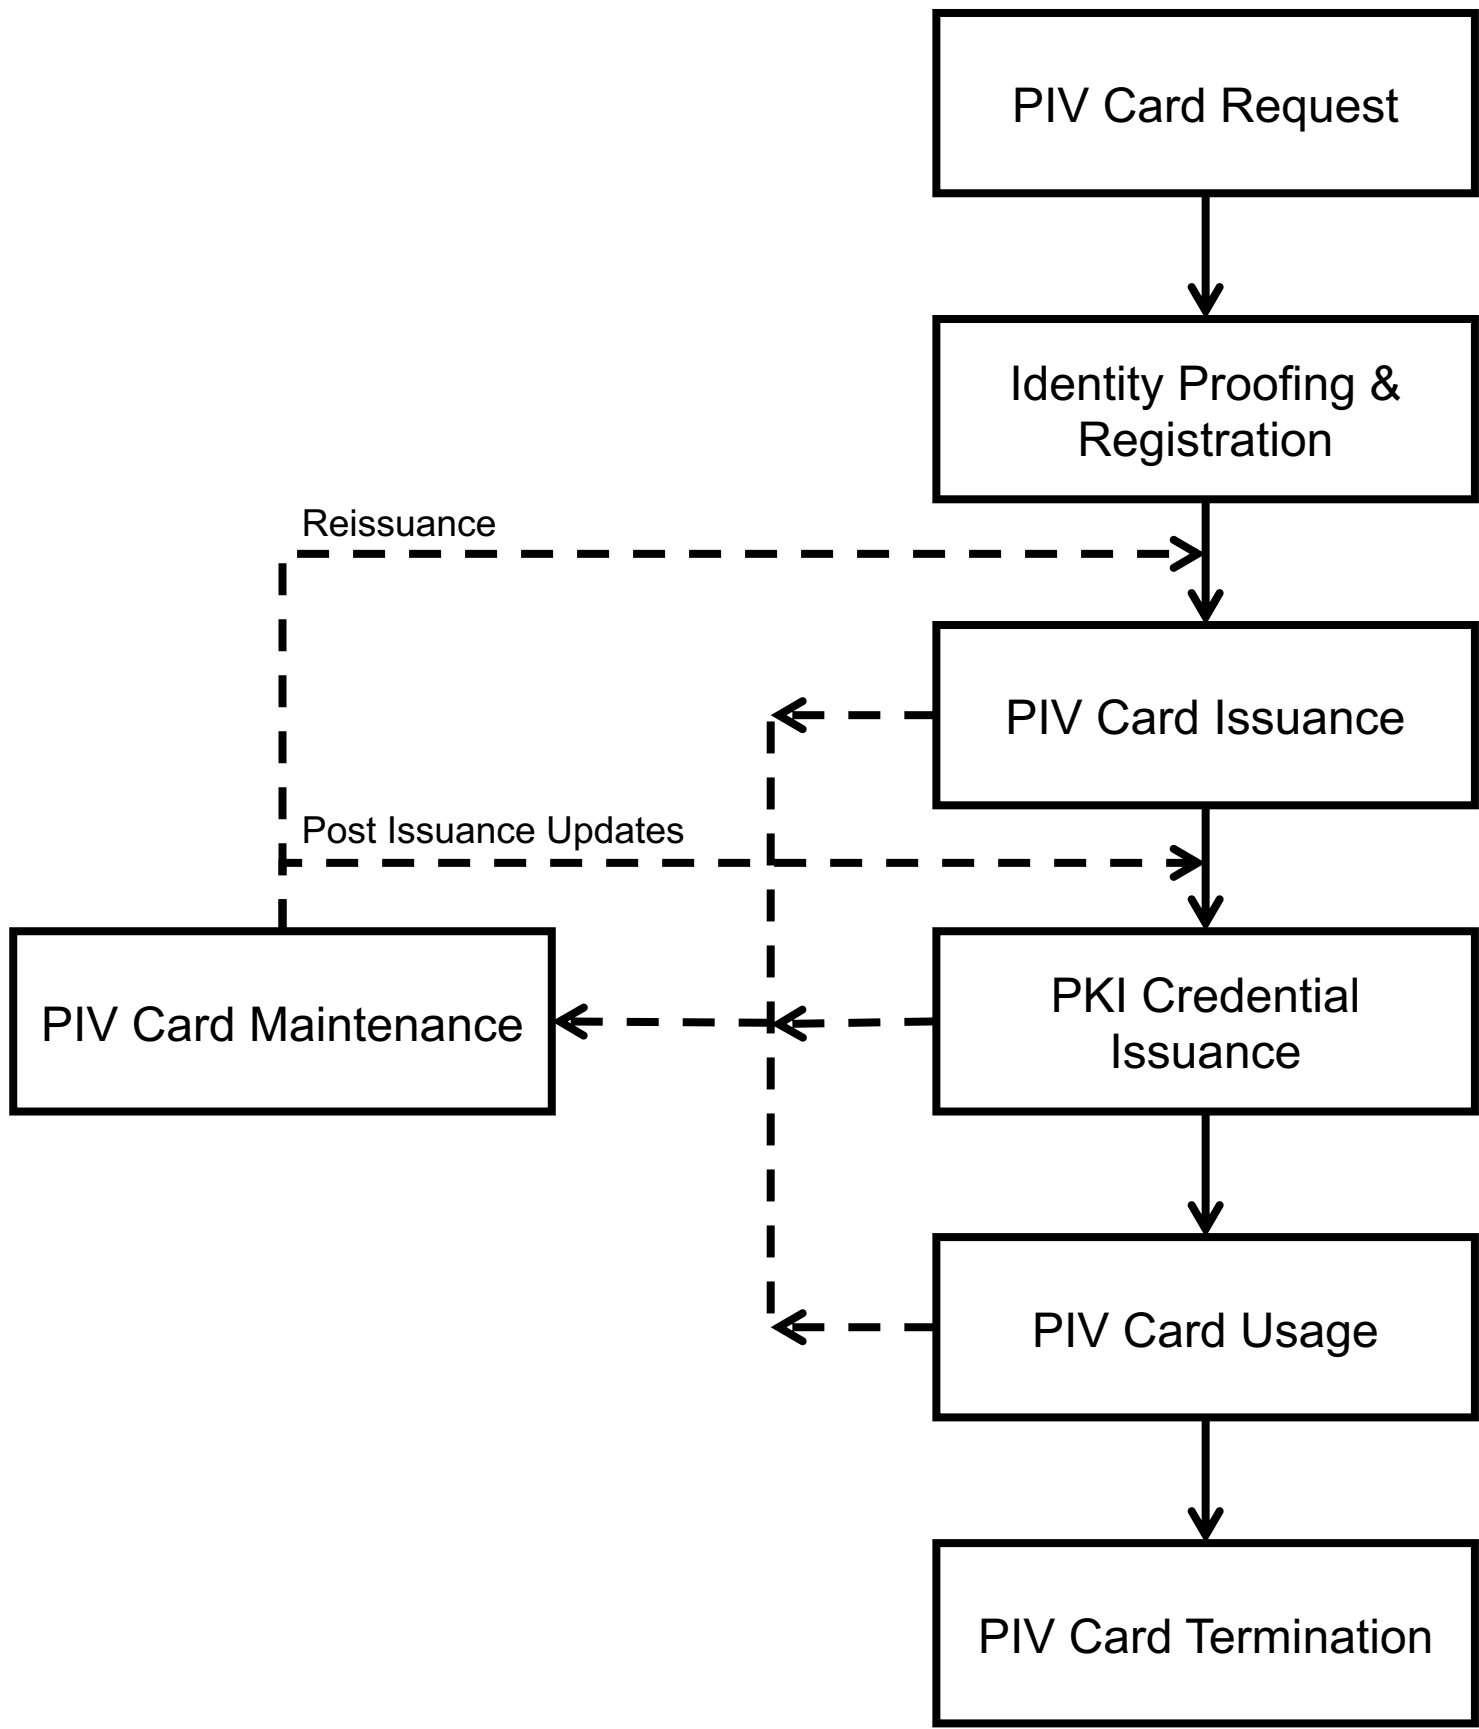 PIV Card Request
Identity Proofing &
Registration
Reissuance
PIV Card Issuance
Post Issuance Updates
PIV Card Maintenance
PKI Credential
Issuance
PIV Card Usage
PIV Card Termination